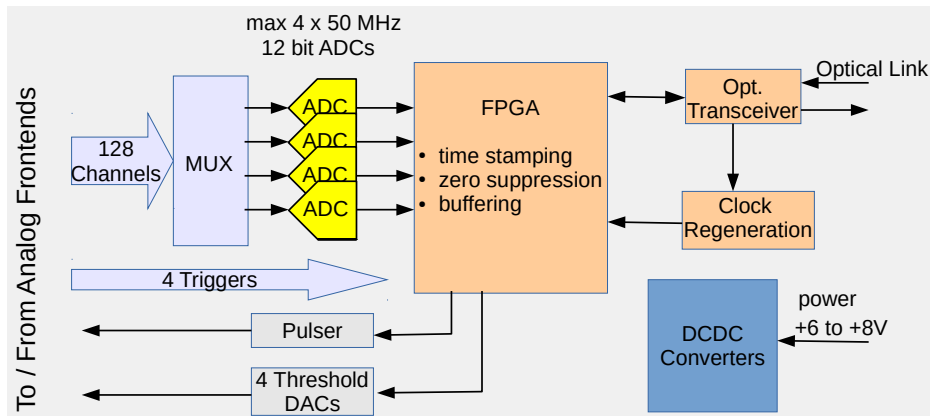 max 4 x 50 MHz
12 bit ADCs
To / From Analog Frontends
128
Channels
MUX
ADC
ADC
ADC
ADC
FPGA
• time stamping
• zero suppression
• buffering
Optical Link
Opt.
Transceiver
Clock
Regeneration
4 Triggers
Pulser
4 Threshold
DACs
DCDC
Converters
power
+6 to +8V